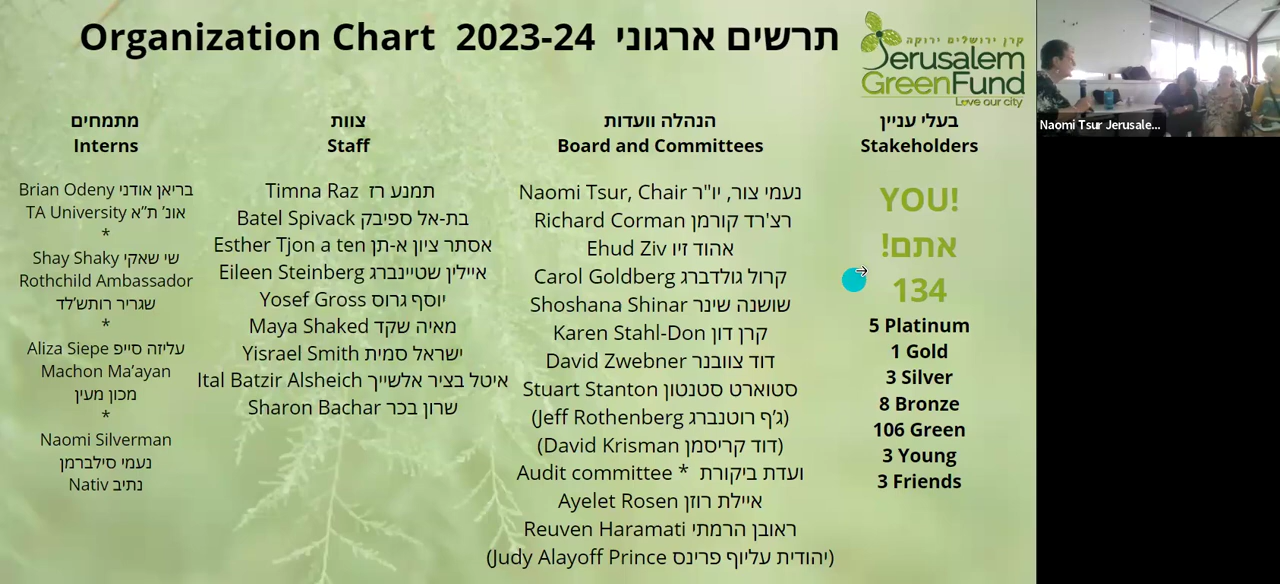 Organization Chart 2023-24 תרשים ארגוני
קרן ירושלים ירוקה
Jerusalem
GreenFund
Love our city
Naomi Tsur Jerusale...
מתמחים
Interns
Brian Odeny בריאן אודני
TA University אונ’ ת”א
*
Shay Shaky שי שאקי
Rothchild Ambassador
שגריר רותש’לד
*
Aliza Siepe עליזה סייפ
Machon Ma’ayan
מכון מעין
*
Naomi Silverman
נעמי סילברמן
Nativ נתיב
צוות
Staff
Timna Raz תמנע רז
Batel Spivack בת-אל ספיבק
Esther Tjon a ten אסתר ציון א-תן
Eileen Steinberg איילין שטיינברג
Yosef Gross יוסף גרוס
Maya Shaked מאיה שקד
Yisrael Smith ישראל סמית
Ital Batzir Alsheich איטל בציר אלשייך
Sharon Bachar שרון בכר
הנהלה וועדות
Board and Committees
Naomi Tsur, Chair נעמי צור, יו"ר
Richard Corman רצ'רד קורמן
Ehud Ziv אהוד זיו
Carol Goldberg קרול גולדברג
Shoshana Shinar שושנה שינר
Karen Stahl-Don קרן דון
David Zwebner דוד צוובנר
Stuart Stanton סטוארט סטנטון
(Jeff Rothenberg ג’ף רוטנברג)
(David Krisman דוד קריסמן)
Audit committee * ועדת ביקורת
Ayelet Rosen איילת רוזן
Reuven Haramati ראובן הרמתי
(Judy Alayoff Prince יהודית עליוף פרינס)
בעלי עניין
Stakeholders
YOU!
אתם!
134
5 Platinum
1 Gold
3 Silver
8 Bronze
106 Green
3 Young
3 Friends